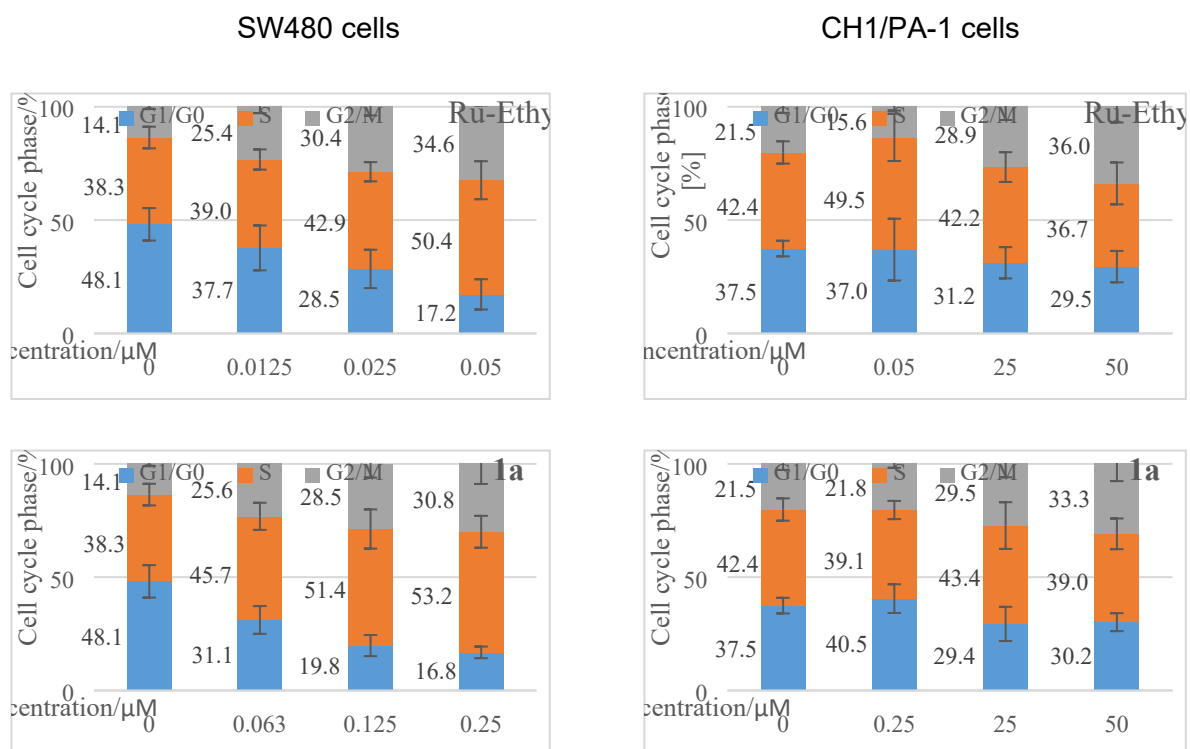 SW480 cells
CH1/PA-1 cells
Cell cycle phase/%
100
50
0
G1/G0
S
G2/M
Ru-Ethy
14.1
25.4
30.4
34.6
38.3
39.0
42.9
50.4
48.1
37.7
28.5
17.2
centration/μM
0
0.0125
0.025
0.05
Cell cycle phase
[%]
100
50
0
G1/G0
S
G2/M
Ru-Ethy
21.5
15.6
28.9
36.0
42.4
49.5
42.2
36.7
37.5
37.0
31.2
29.5
ncentration/μM
0
0.05
25
50
Cell cycle phase/%
100
50
0
G1/G0
S
G2/M
1a
14.1
25.6
28.5
30.8
38.3
45.7
51.4
53.2
48.1
31.1
19.8
16.8
centration/μM
0
0.063
0.125
0.25
Cell cycle phase/%
100
50
0
G1/G0
S
G2/M
1a
21.5
21.8
29.5
33.3
42.4
39.1
43.4
39.0
37.5
40.5
29.4
30.2
ncentration/μM
0
0.25
25
50